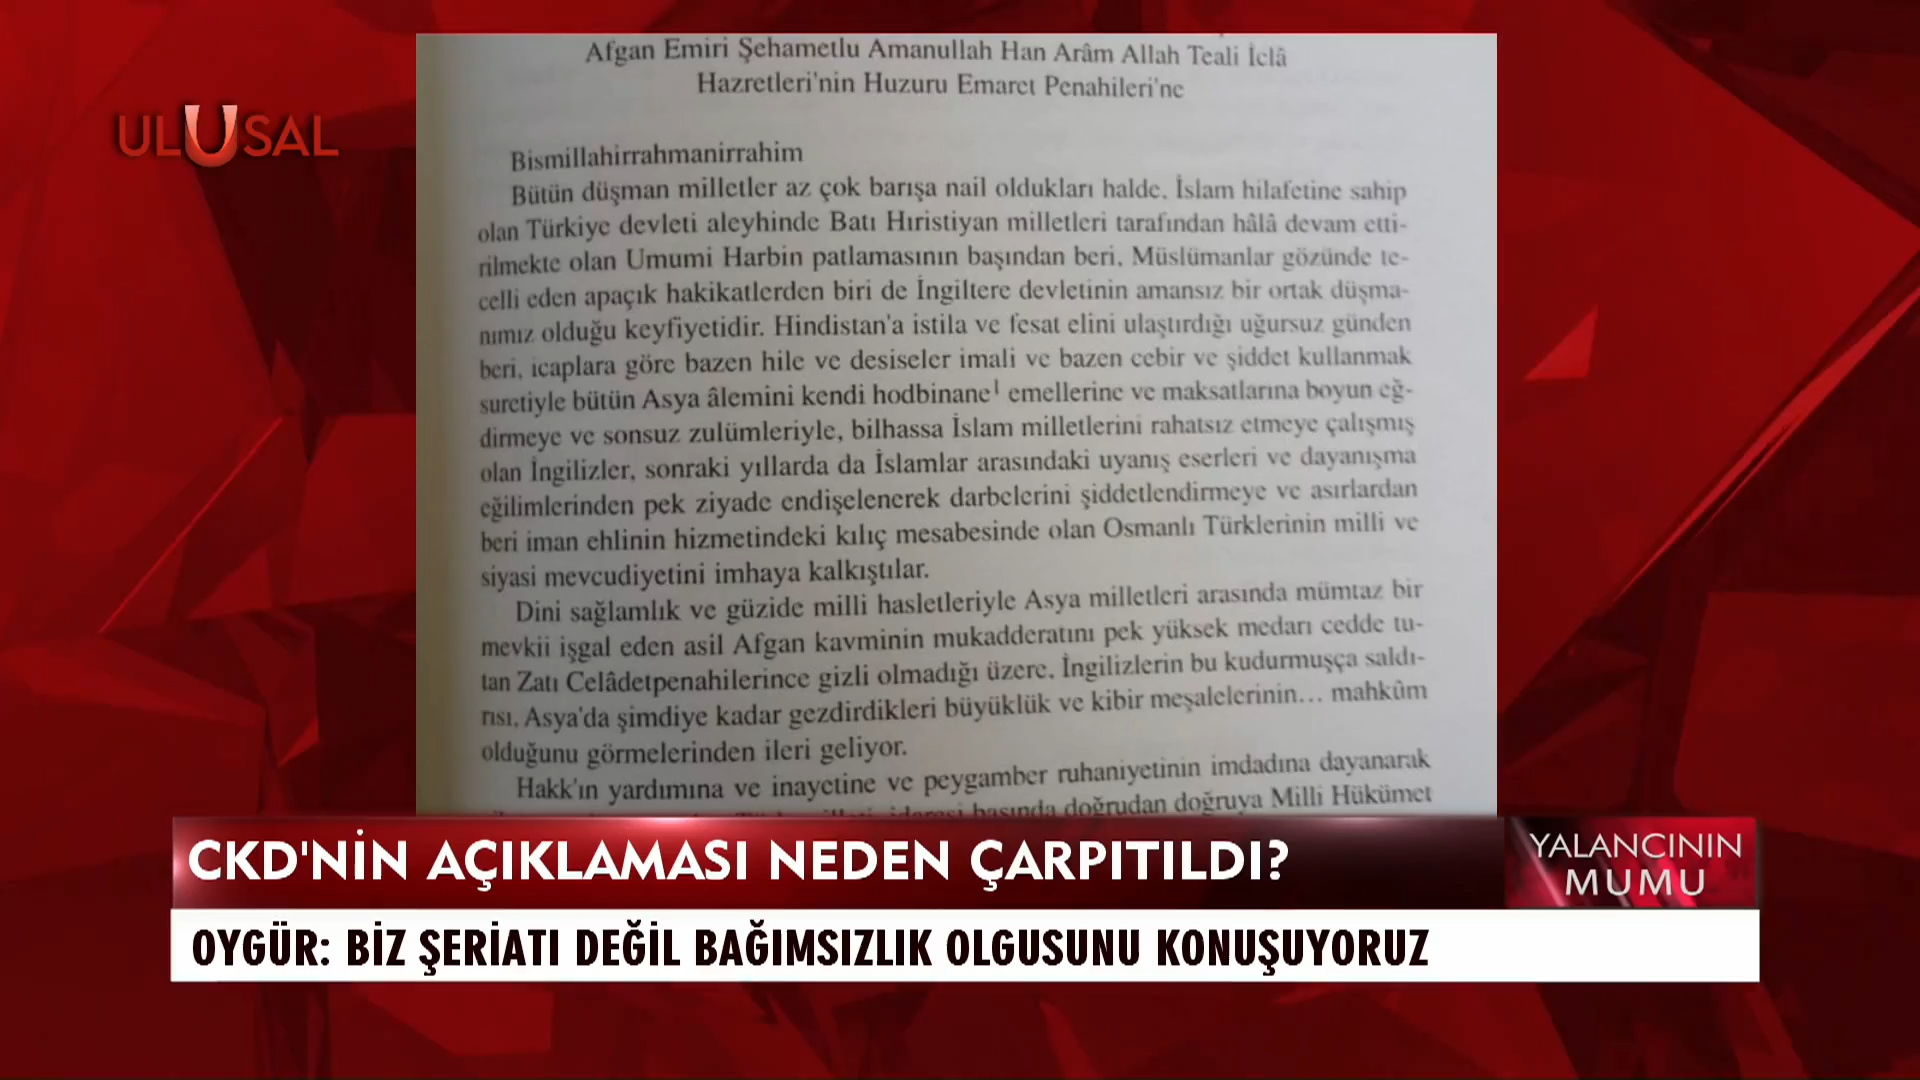 Afgan Emiri Şehametlu Amanullah Han Arâm Allah Teali İclâ
Hazretleri'nin Huzuru Emaret Penahileri'ne
ULUSAL
Bismillahirrahmanirrahim
Bütün düşman milletler az çok barışa nail oldukları halde, İslam hilafetine sahip
olan Türkiye devleti aleyhinde Batı Hıristiyan milletleri tarafından hâlâ devam etti-
rilmekte olan Umumi Harbin patlamasının başından beri, Müslümanlar gözünde te-
celli eden apaçık hakikatlerden biri de İngiltere devletinin amansız bir ortak düşma-
nımız olduğu keyfiyetidir. Hindistan'a istila ve fesat elini ulaştırdığı uğursuz günden
beri, icaplara göre bazen hile ve desiseler imali ve bazen cebir ve şiddet kullanmak
suretiyle bütün Asya âlemini kendi hodbinane¹ emellerine ve maksatlarına boyun eğ-
dirmeye ve sonsuz zulümleriyle, bilhassa İslam milletlerini rahatsız etmeye çalışmış
olan İngilizler, sonraki yıllarda da İslamlar arasındaki uyanış eserleri ve dayanışma
eğilimlerinden pek ziyade endişelenerek darbelerini şiddetlendirmeye ve asırlardan
beri iman ehlinin hizmetindeki kılıç mesabesinde olan Osmanlı Türklerinin milli ve
siyasi mevcudiyetini imhaya kalkıştılar.
Dini sağlamlık ve güzide milli hasletleriyle Asya milletleri arasında mümtaz bir
mevkii işgal eden asil Afgan kavminin mukadderatını pek yüksek medarı cedde tu-
tan Zatı Celâdetpenahilerince gizli olmadığı üzere, İngilizlerin bu kudurmuşça saldı-
rısı, Asya'da şimdiye kadar gezdirdikleri büyüklük ve kibir meşalelerinin... mahkûm
olduğunu görmelerinden ileri geliyor.
Hakk'ın yardımına ve inayetine ve peygamber ruhaniyetinin imdadına dayanarak
idaresi başında doğrudan doğruya Milli Hükümet
CKD'NİN AÇIKLAMASI NEDEN ÇARPITILDI?
YALANCININ
MUMU
OYGÜR: BİZ ŞERİATI DEĞİL BAĞIMSIZLIK OLGUSUNU KONUŞUYORUZ